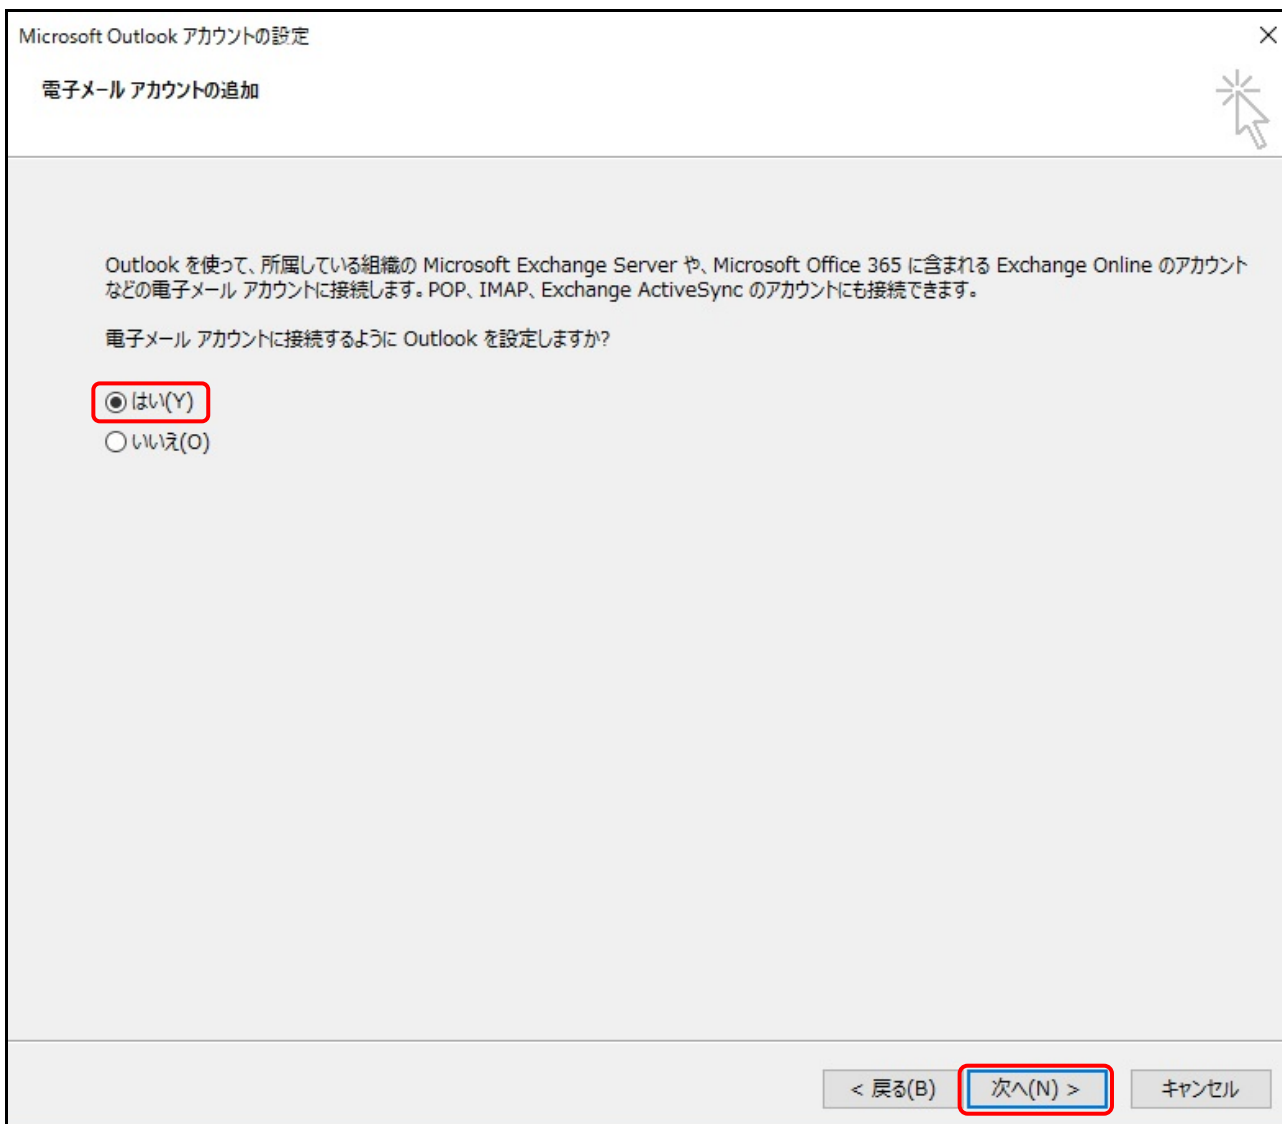 Microsoft Outlook アカウントの設定
電子メール アカウントの追加
Outlook を使って、所属している組織の Microsoft Exchange Server や、Microsoft Office 365 に含まれる Exchange Online のアカウント
などの電子メール アカウントに接続します。POP、IMAP、Exchange ActiveSync のアカウントにも接続できます。
電子メール アカウントに接続するように Outlook を設定しますか?
はい(Y)
いいえ(O)
< 戻る(B) 次へ(N) > キャンセル